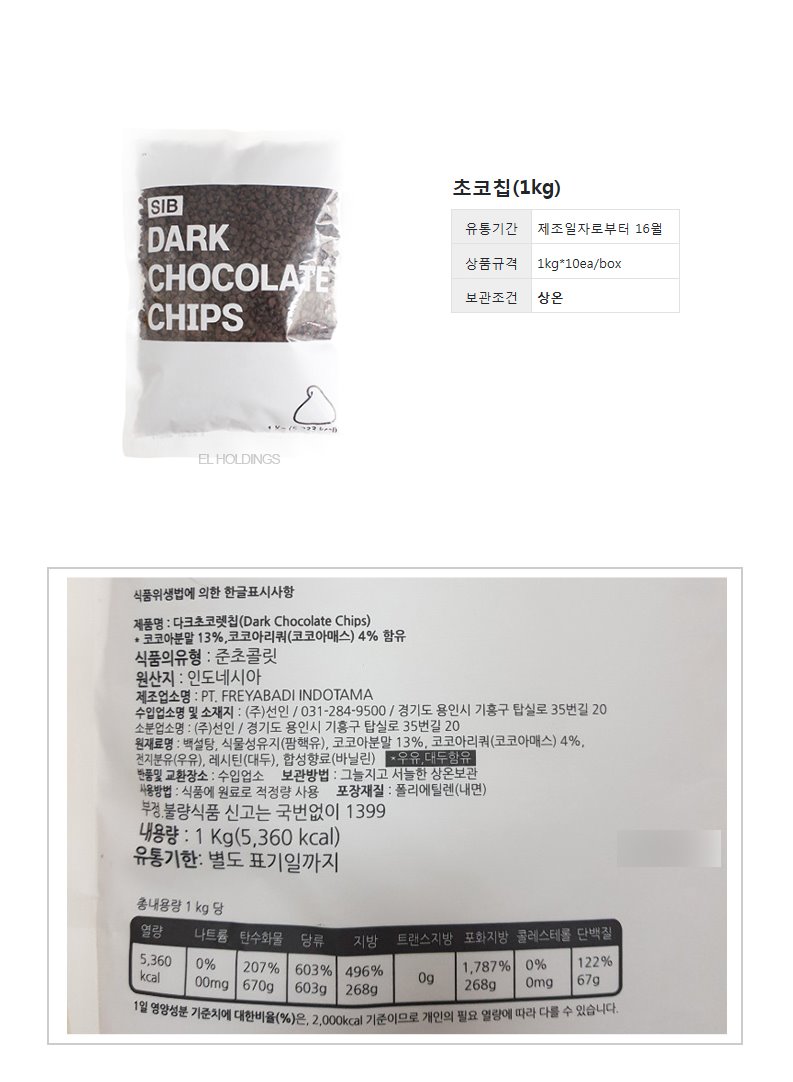 SIB
DARK
CHOCOLATE
CHIPS
EL HOLDINGS
초코칩(1kg)
유통기간 제조일자로부터 16월
상품규격 1kg*10ea/box
보관조건 상온
식품위생법에 의한 한글표시사항
제품명 : 다크초코렛칩(Dark Chocolate Chips)
* 코코아분말 13%,코코아리쿼(코코아매스) 4% 함유
식품의유형 : 준초콜릿
원산지 : 인도네시아
제조업소명 : PT. FREYABADI INDOTAMA
수입업소명 및 소재지 : (주)선인 / 031-284-9500 / 경기도 용인시 기흥구 탑실로 35번길 20
소분업소명 : (주)선인 / 경기도 용인시 기흥구 탑실로 35번길 20
원재료명 : 백설탕, 식물성유지(팜핵유), 코코아분말 13%, 코코아리쿼(코코아매스) 4%,
전지분유(우유), 레시틴(대두), 합성향료(바닐린) *우유,대두함유
반품및 교환장소 : 수입업소 보관방법 : 그늘지고 서늘한 상온보관
사용방법 : 식품에 원료로 적정량 사용 포장재질 : 폴리에틸렌(내면)
부정.불량식품 신고는 국번없이 1399
내용량 : 1 Kg(5,360 kcal)
유통기한: 별도 표기일까지
총내용량 1 kg 당
열량 나트륨 탄수화물 당류 지방 트랜스지방 포화지방 콜레스테롤 단백질
5,360 0% 207% 603% 496% 0g 1,787% 0% 122%
kcal 00mg 670g 603g 268g 268g 0mg 67g
1일 영양성분 기준치에 대한비율(%)은, 2,000kcal 기준이므로 개인의 필요 열량에 따라 다를 수 있습니다.